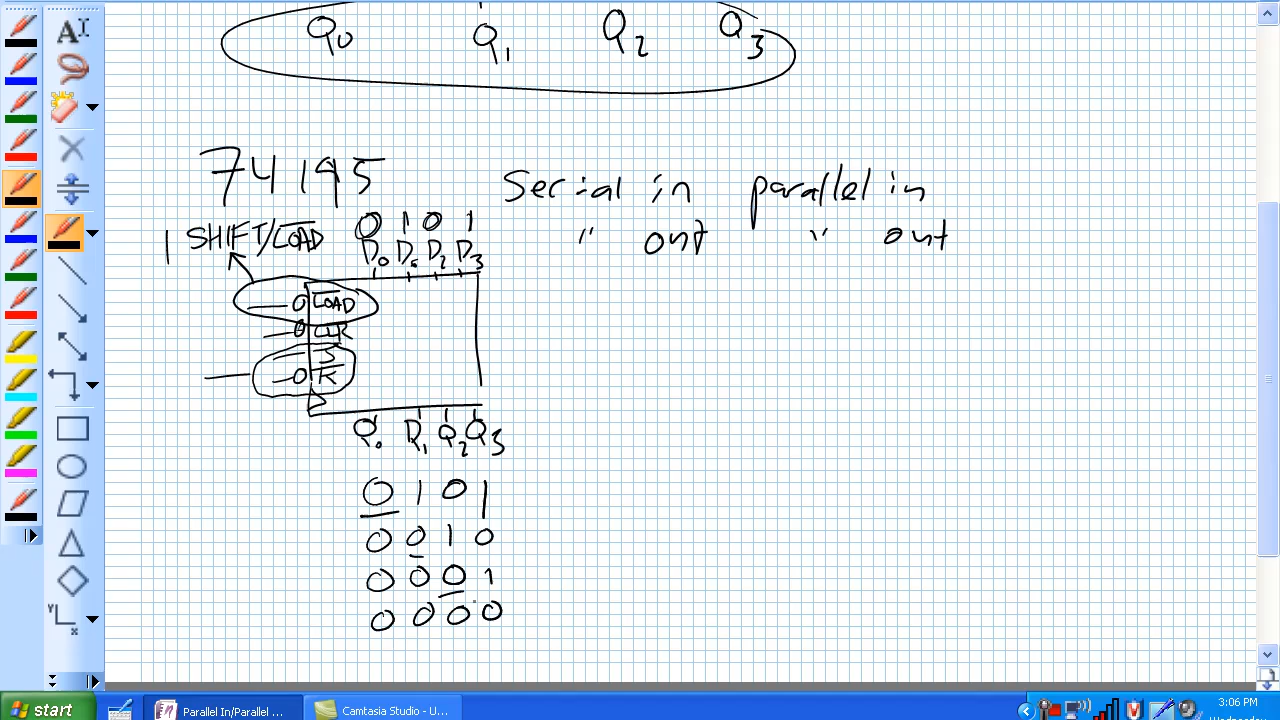 Q0 Q1 Q2 Q3
74195
Serial in parallel in
" out " out
1 SHIFT/LOAD 0 1 0 1
D0 D1 D2 D3
LOAD
CLR
J
K
Q0 Q1 Q2 Q3
0 1 0 1
0 0 1 0
0 0 0 1
0 0 0 0
start
Parallel In/Parallel ...
Camtasia Studio - U...
3:06 PM